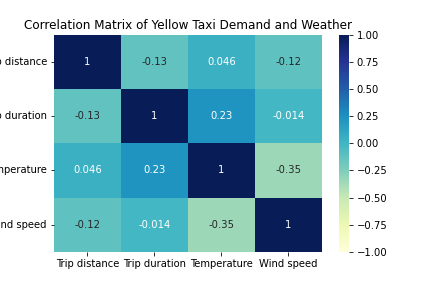 Correlation Matrix of Yellow Taxi Demand and Weather
distance
1 -0.13 0.046 -0.12
duration
-0.13 1 0.23 -0.014
mperature
0.046 0.23 1 -0.35
nd speed
-0.12 -0.014 -0.35 1
Trip distance Trip duration Temperature Wind speed
1.00
0.75
0.50
0.25
0.00
−0.25
−0.50
−0.75
−1.00